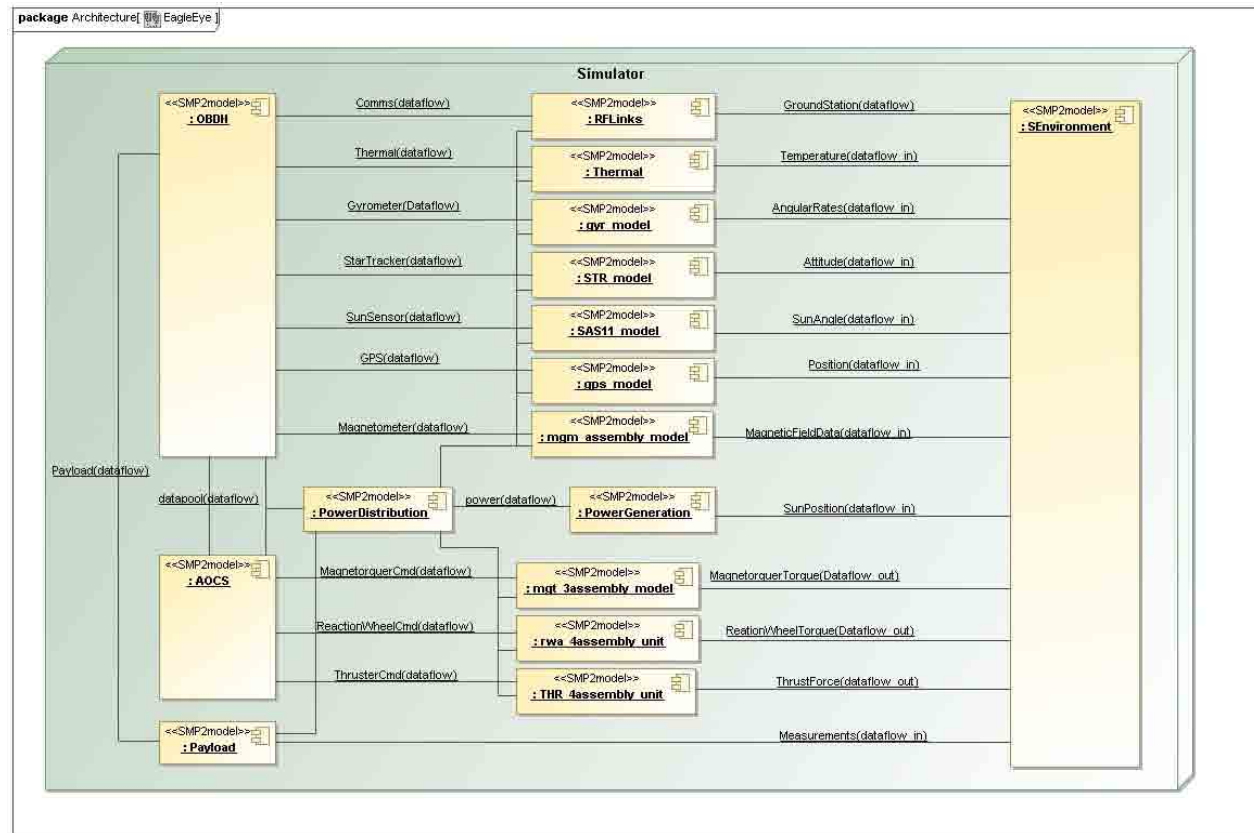 package Architecture[ EagleEye ]
Simulator
<<SMP2model>>
: OBDH
Comms(dataflow)
<<SMP2model>>
: RFLinks
GroundStation(dataflow)
<<SMP2model>>
: SEnvironment
Thermal(dataflow)
<<SMP2model>>
: Thermal
Temperature(dataflow_in)
Gyrometer(Dataflow)
<<SMP2model>>
: gyr_model
AngularRates(dataflow_in)
StarTracker(dataflow)
<<SMP2model>>
: STR_model
Attitude(dataflow_in)
SunSensor(dataflow)
<<SMP2model>>
: SAS11_model
SunAngle(dataflow_in)
GPS(dataflow)
<<SMP2model>>
: gps_model
Position(dataflow_in)
Magnetometer(dataflow)
<<SMP2model>>
: mgm_assembly_model
MagneticFieldData(dataflow_in)
Payload(dataflow)
datapool(dataflow)
<<SMP2model>>
: PowerDistribution
power(dataflow)
<<SMP2model>>
: PowerGeneration
SunPosition(dataflow_in)
<<SMP2model>>
: AOCS
MagnetorquerCmd(dataflow)
<<SMP2model>>
: mgt_3assembly_model
MagnetorquerTorque(Dataflow_out)
ReactionWheelCmd(dataflow)
<<SMP2model>>
: rwa_4assembly_unit
ReationWheelTorque(Dataflow_out)
ThrusterCmd(dataflow)
<<SMP2model>>
: THR_4assembly_unit
ThrustForce(dataflow_out)
<<SMP2model>>
: Payload
Measurements(dataflow_in)